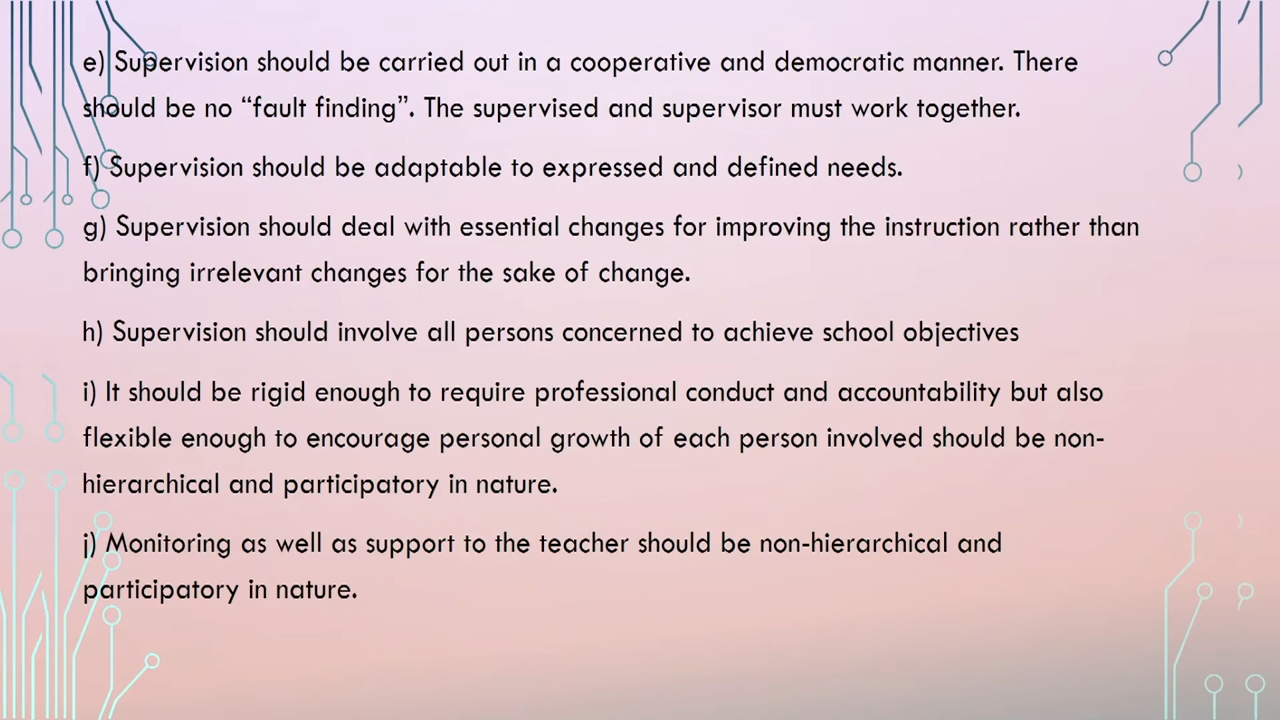 e) Supervision should be carried out in a cooperative and democratic manner. There
should be no “fault finding”. The supervised and supervisor must work together.
f) Supervision should be adaptable to expressed and defined needs.
g) Supervision should deal with essential changes for improving the instruction rather than
bringing irrelevant changes for the sake of change.
h) Supervision should involve all persons concerned to achieve school objectives
i) It should be rigid enough to require professional conduct and accountability but also
flexible enough to encourage personal growth of each person involved should be non-
hierarchical and participatory in nature.
j) Monitoring as well as support to the teacher should be non-hierarchical and
participatory in nature.